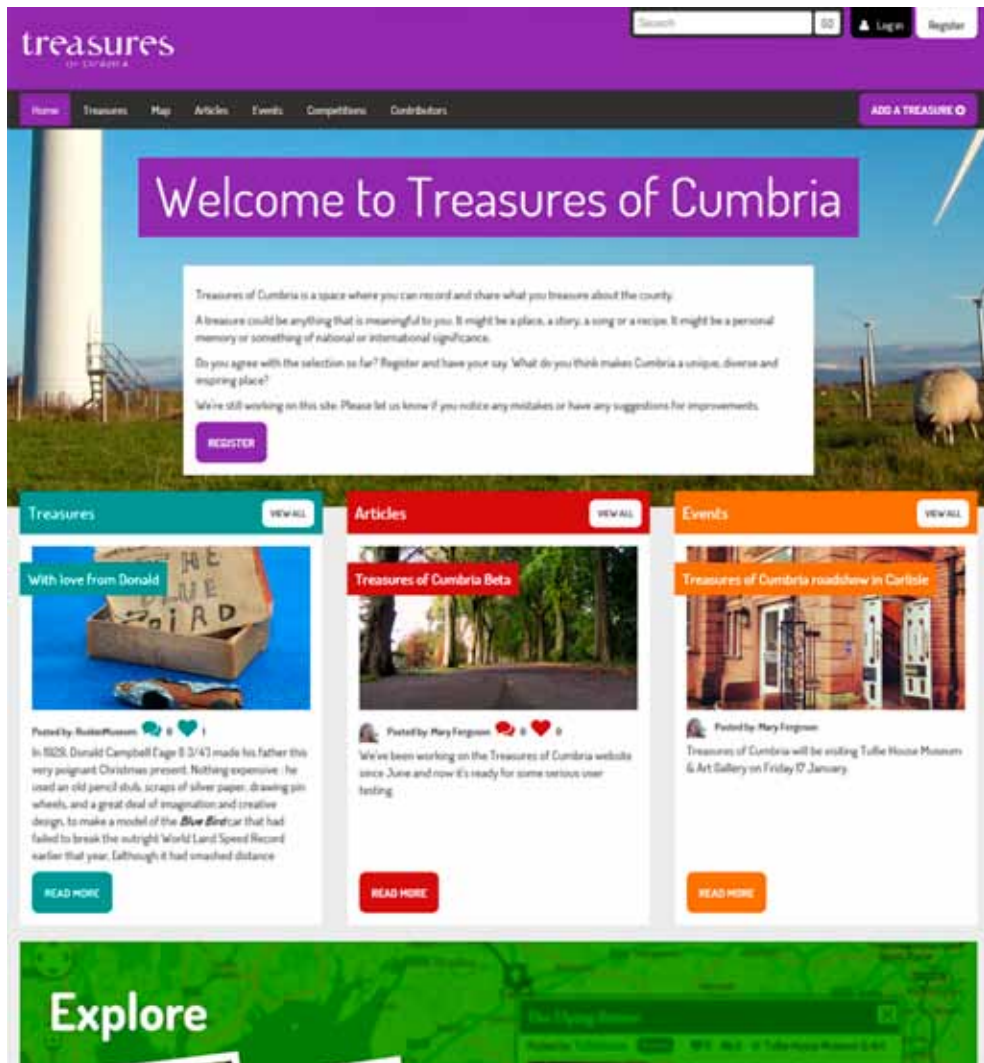 Search
GO
Log in
Register
treasures
OF CUMBRIA
Home Treasures Map Articles Events Competitions Contributors
ADD A TREASURE
Welcome to Treasures of Cumbria
Treasures of Cumbria is a space where you can record and share what you treasure about the county.
A treasure could be anything that is meaningful to you. It might be a place, a story, a song or a recipe. It might be a personal
memory or something of national or international significance.
Do you agree with the selection so far? Register and have your say. What do you think makes Cumbria a unique, diverse and
inspiring place?
We're still working on this site. Please let us know if you notice any mistakes or have any suggestions for improvements.
REGISTER
Treasures
VIEW ALL
THE
BLUE
BIRD
With love from Donald
Posted by: RuskinMuseum 0 1
In 1929, Donald Campbell (age 8 3/4) made his father this
very poignant Christmas present. Nothing expensive : he
used an old pencil stub, scraps of silver paper, drawing pin
wheels, and a great deal of imagination and creative
design, to make a model of the Blue Bird car that had
failed to break the outright World Land Speed Record
earlier that year, (although it had smashed distance
READ MORE
Articles
VIEW ALL
Treasures of Cumbria Beta
Posted by: Mary Ferguson 0 0
We've been working on the Treasures of Cumbria website
since June and now it's ready for some serious user
testing.
READ MORE
Events
VIEW ALL
Treasures of Cumbria roadshow in Carlisle
Posted by: Mary Ferguson
Treasures of Cumbria will be visiting Tullie House Museum
& Art Gallery on Friday 17 January.
READ MORE
Explore